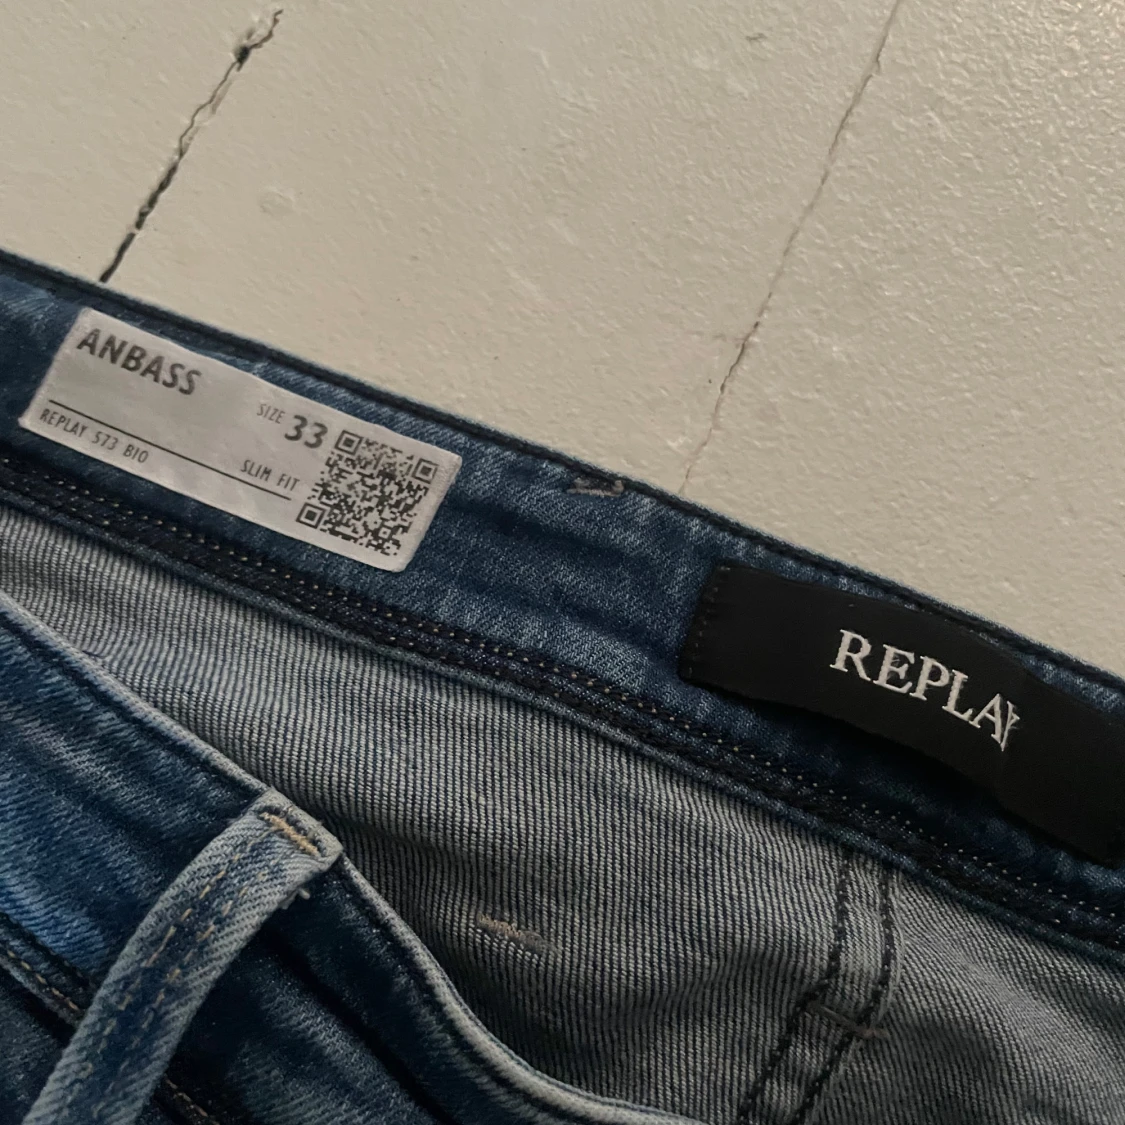 ANBASS
SIZE 33
REPLAY 573 BIO
SLIM FIT
REPLAY